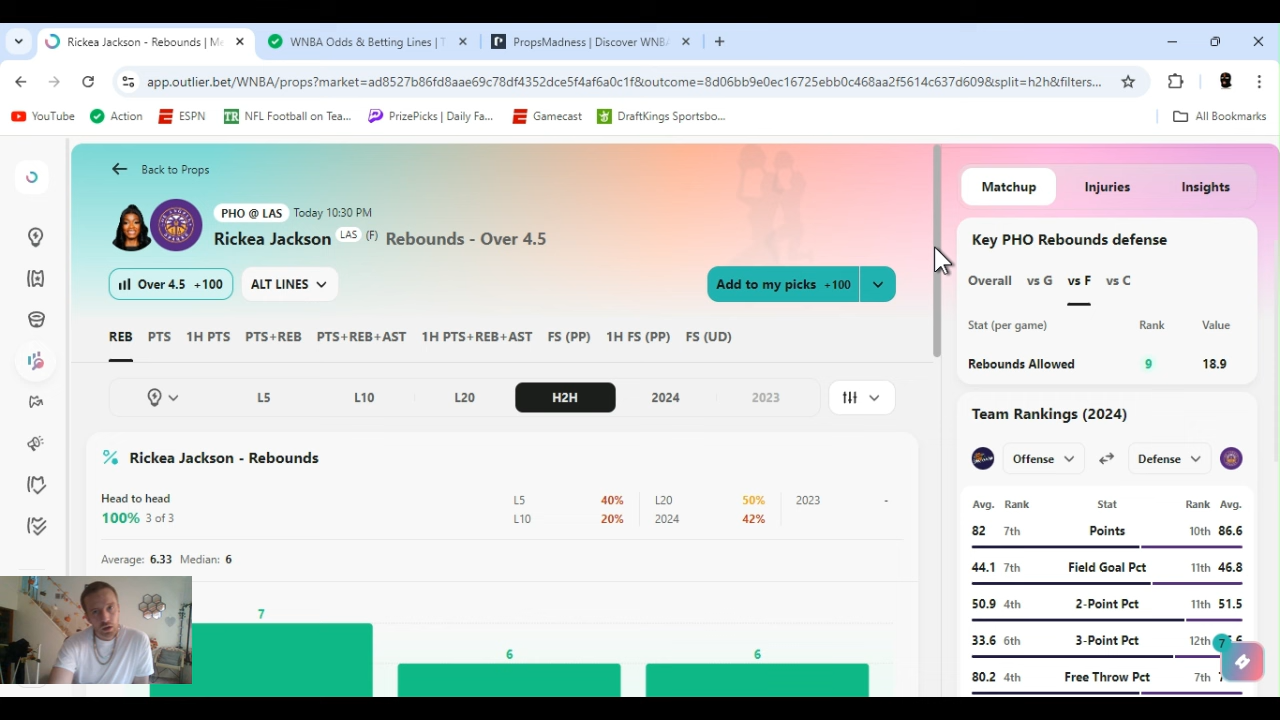 Rickea Jackson - Rebounds | Me
WNBA Odds & Betting Lines | T
PropsMadness | Discover WNBA
app.outlier.bet/WNBA/props?market=ad8527b86fd8aae69c78df4352dce5f4af6a0c1f&outcome=8d06bb9e0ec16725ebb0c468aa2f5614c637d609&split=h2h&filters...
YouTube
Action
ESPN
NFL Football on Tea...
PrizePicks | Daily Fa...
Gamecast
DraftKings Sportsbo...
All Bookmarks
Back to Props
PHO @ LAS Today 10:30 PM
Rickea Jackson LAS (F) Rebounds - Over 4.5
Over 4.5 +100
ALT LINES
Add to my picks +100
REB PTS 1H PTS PTS+REB PTS+REB+AST 1H PTS+REB+AST FS (PP) 1H FS (PP) FS (UD)
L5 L10 L20 H2H 2024 2023
Rickea Jackson - Rebounds
Head to head
100% 3 of 3
L5 40% L20 50% 2023 -
L10 20% 2024 42%
Average: 6.33 Median: 6
7
6
6
Matchup Injuries Insights
Key PHO Rebounds defense
Overall vs G vs F vs C
Stat (per game) Rank Value
Rebounds Allowed 9 18.9
Team Rankings (2024)
Offense Defense
Avg. Rank Stat Rank Avg.
82 7th Points 10th 86.6
44.1 7th Field Goal Pct 11th 46.8
50.9 4th 2-Point Pct 11th 51.5
33.6 6th 3-Point Pct 12th
7
80.2 4th Free Throw Pct 7th